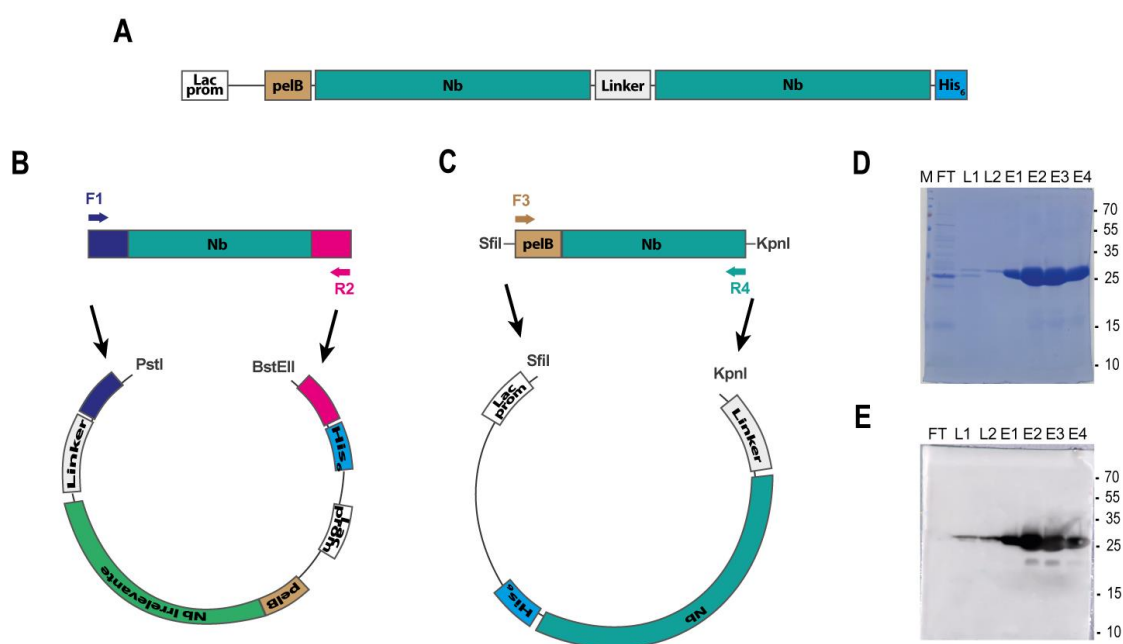 A
Lac
prom
pelB
Nb
Linker
Nb
His6
B
F1
Nb
R2
PstI
BstEII
Linker
His6
Lac
prom
pelB
Nb Irrelevante
C
F3
SfiI
pelB
Nb
KpnI
R4
SfiI
KpnI
Lac
prom
Linker
His6
Nb
D
M FT L1 L2 E1 E2 E3 E4
- 70
- 55
- 35
- 25
- 15
- 10
E
FT L1 L2 E1 E2 E3 E4
- 70
- 55
- 35
- 25
- 15
- 10